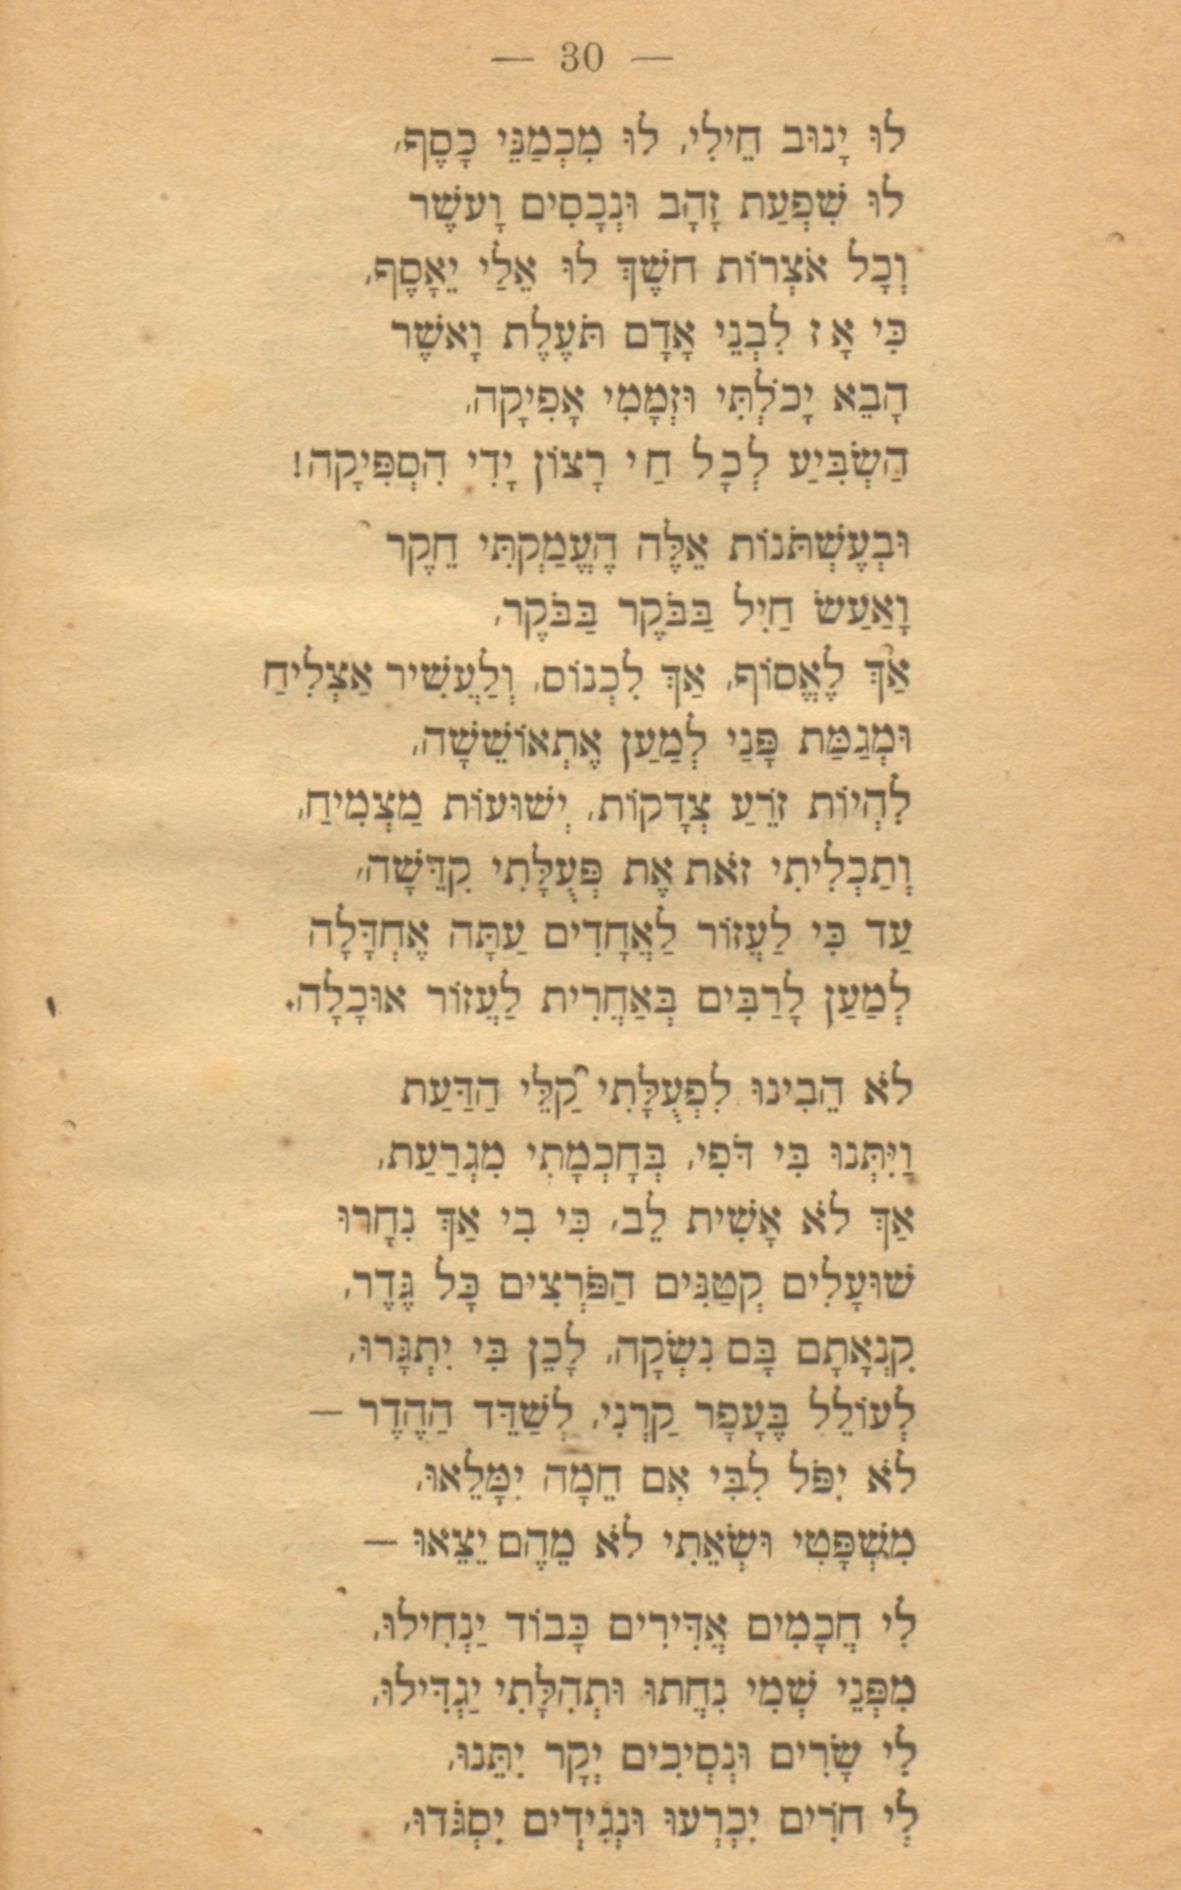 — 30 —
לוּ יָנוּב חֵילִי, לוּ מִכְמַנֵּי כָּסֶף,
לוּ שִׁפְעַת זָהָב וּנְכָסִים וָעשֶׁר
וְכָל אֹצְרוֹת חשֶׁךְ לוּ אֵלַי יֵאָסֶף,
כִּי אָז לִבְנֵי אָדָם תֹּעֶלֶת וָאשֶׁר
הָבֵא יָכֹלְתִּי וּזְמָמִי אָפִיקָה,
הַשְׂבִּיעַ לְכָל חַי רָצוֹן יָדִי הִסְפִּיקָה!
וּבְעֶשְׁתֹּנוֹת אֵלֶּה הֶעֱמַקְתִּי חֵקֶר
וָאַעַשׂ חַיִל בַּבֹּקֶר בַּבֹּקֶר,
אַךְ לֶאֱסוֹף, אַךְ לִכְנוֹס, וְלַעֲשִׁיר אַצְלִיחַ
וּמְגַמַּת פָּנַי לְמַעַן אֶתְאוֹשֵׁשָׁה,
לִהְיוֹת זוֹרֵעַ צְדָקוֹת, יְשׁוּעוֹת מַצְמִיחַ,
וְתַכְלִיתִי זֹאת אֶת פְּעֻלָּתִי קִדֵּשָׁה,
עַד כִּי לַעֲזוֹר לַאֲחָדִים עַתָּה אֶחְדָּלָה
לְמַעַן לָרַבִּים בְּאַחֲרִית לַעֲזוֹר אוּכָלָה.
לֹא הֵבִינוּ לִפְעֻלָּתִי קַלֵּי הַדַּעַת
וַיִּתְּנוּ בִּי דֹּפִי, בְּחָכְמָתִי מִגְרַעַת,
אַךְ לֹא אָשִׁית לֵב, כִּי בִי אַךְ נִחָרוּ
שׁוּעָלִים קְטַנִּים הַפֹּרְצִים כָּל גֶּדֶר,
קִנְאָתָם בָּם נִשְּׂקָה, לָכֵן בִּי יִתְגָּרוּ,
לְעוֹלֵל בֶּעָפָר קַרְנִי, לְשַׁדֵּד הַהֶדֶר —
לֹא יִפֹּל לִבִּי אִם חֵמָה יִמָּלֵאוּ,
מִשְׁפָּטִי וּשְׂאֵתִי לֹא מֵהֶם יֵצֵאוּ —
לִי חֲכָמִים אֲדִּירִים כָּבוֹד יַנְחִילוּ,
מִפְּנֵי שְׁמִי נִחֲתוּ וּתְהִלָּתִי יַגְדִּילוּ,
לִי שָׂרִים וּנְסִיכִים יְקָר יִתֵּנוּ,
לִי חֹרִים יִכְרְעוּ וּנְגִידִים יִסְגֹּדוּ,